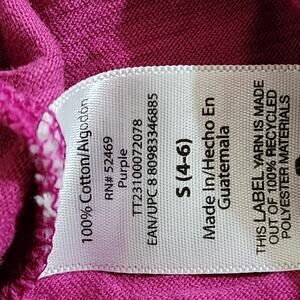 100% Cotton/Algodón
RN# 52469
Purple
TT23100072078
EAN/UPC 8 80983346885
S (4-6)
Made In/Hecho En
Guatemala
THIS LABEL YARN IS MADE
OUT OF 100% RECYCLED
POLYESTER MATERIALS